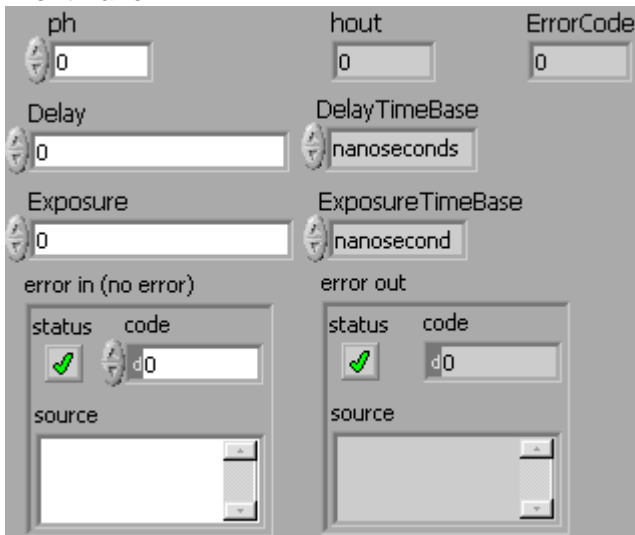 ph hout ErrorCode
0 0 0
Delay DelayTimeBase
0 nanoseconds
Exposure ExposureTimeBase
0 nanosecond
error in (no error) error out
status code status code
d0 d0
source source